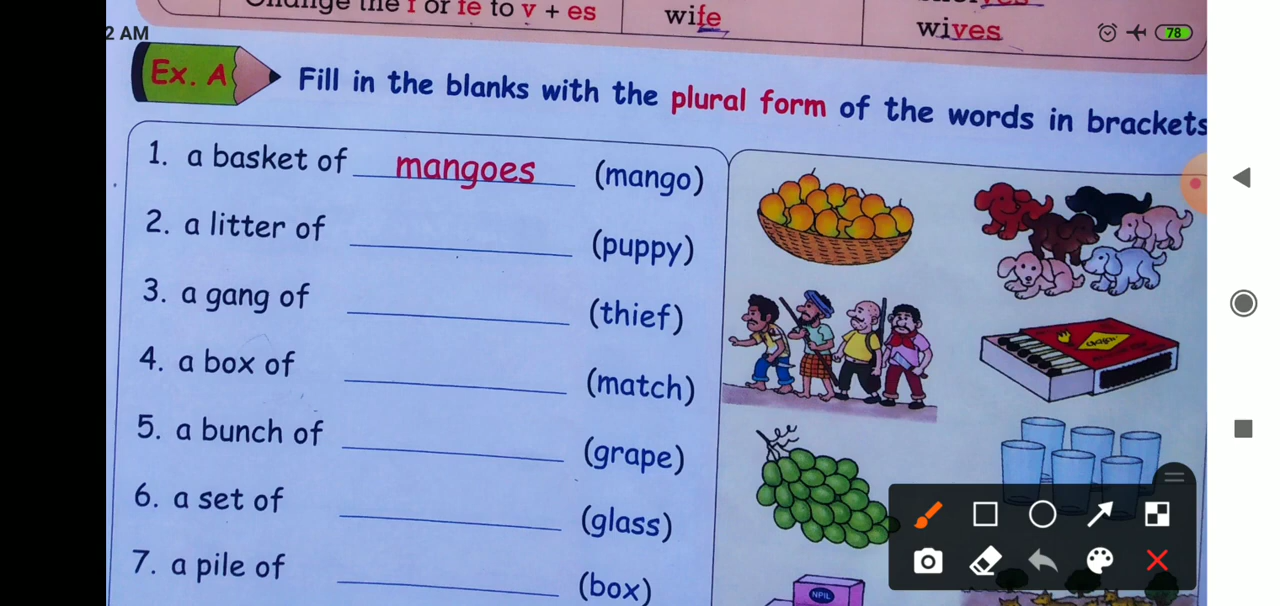 Change the f or fe to v + es
wife
wives
2 AM
78
Ex. A
Fill in the blanks with the plural form of the words in brackets
1. a basket of mangoes (mango)
2. a litter of (puppy)
3. a gang of (thief)
4. a box of (match)
5. a bunch of (grape)
6. a set of (glass)
7. a pile of (box)
NPIL